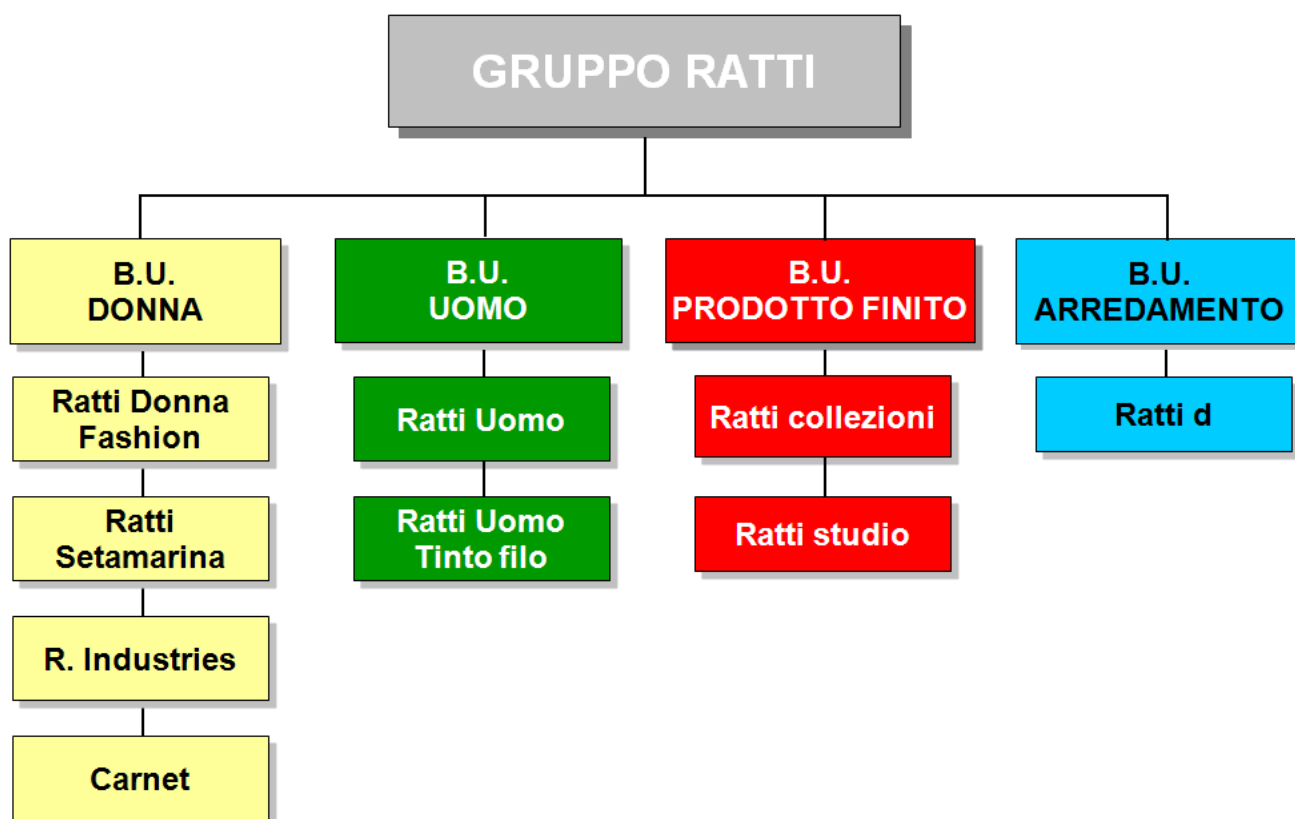 GRUPPO RATTI
B.U.
DONNA
B.U.
UOMO
B.U.
PRODOTTO FINITO
B.U.
ARREDAMENTO
Ratti Donna
Fashion
Ratti Uomo
Ratti collezioni
Ratti d
Ratti
Setamarina
Ratti Uomo
Tinto filo
Ratti studio
R. Industries
Carnet